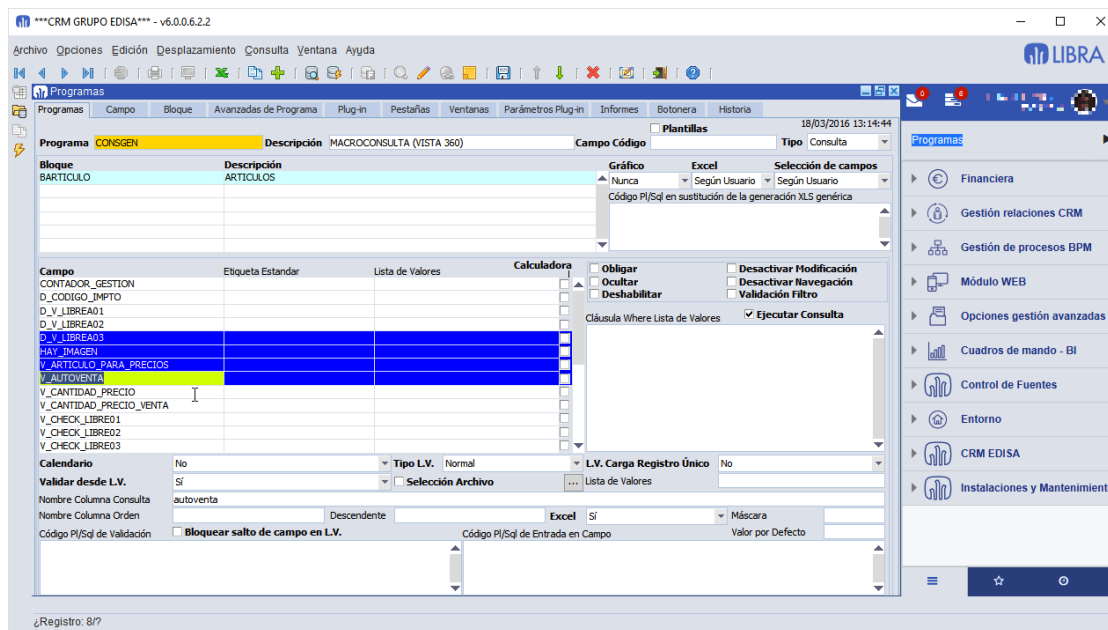 ***CRM GRUPO EDISA*** - v6.0.0.6.2.2
Archivo Opciones Edición Desplazamiento Consulta Ventana Ayuda
LIBRA
Programas
Programas Campo Bloque Avanzadas de Programa Plug-in Pestañas Ventanas Parámetros Plug-in Informes Botonera Historia
0 6
Plantillas 18/03/2016 13:14:44
Programa CONSGEN Descripción MACROCONSULTA (VISTA 360) Campo Código Tipo Consulta
Programas
Bloque Descripción Gráfico Excel Selección de campos
BARTICULO ARTICULOS Nunca Según Usuario Según Usuario
Código Pl/Sql en sustitución de la generación XLS genérica
Campo Etiqueta Estandar Lista de Valores Calculadora
CONTADOR_GESTION
D_CODIGO_IMPTO
D_V_LIBREA01
D_V_LIBREA02
D_V_LIBREA03
HAY_IMAGEN
V_ARTICULO_PARA_PRECIOS
V_AUTOVENTA
V_CANTIDAD_PRECIO
V_CANTIDAD_PRECIO_VENTA
V_CHECK_LIBRE01
V_CHECK_LIBRE02
V_CHECK_LIBRE03
Obligar Desactivar Modificación
Ocultar Desactivar Navegación
Deshabilitar Validación Filtro
Cláusula Where Lista de Valores Ejecutar Consulta
Calendario No Tipo L.V. Normal L.V. Carga Registro Único No
Validar desde L.V. Sí Selección Archivo ... Lista de Valores
Nombre Columna Consulta autoventa
Nombre Columna Orden Descendente Excel Sí Máscara
Código Pl/Sql de Validación Bloquear salto de campo en L.V. Código Pl/Sql de Entrada en Campo Valor por Defecto
Financiera
Gestión relaciones CRM
Gestión de procesos BPM
Módulo WEB
Opciones gestión avanzadas
Cuadros de mando - BI
Control de Fuentes
Entorno
CRM EDISA
Instalaciones y Mantenimient
¿Registro: 8/?